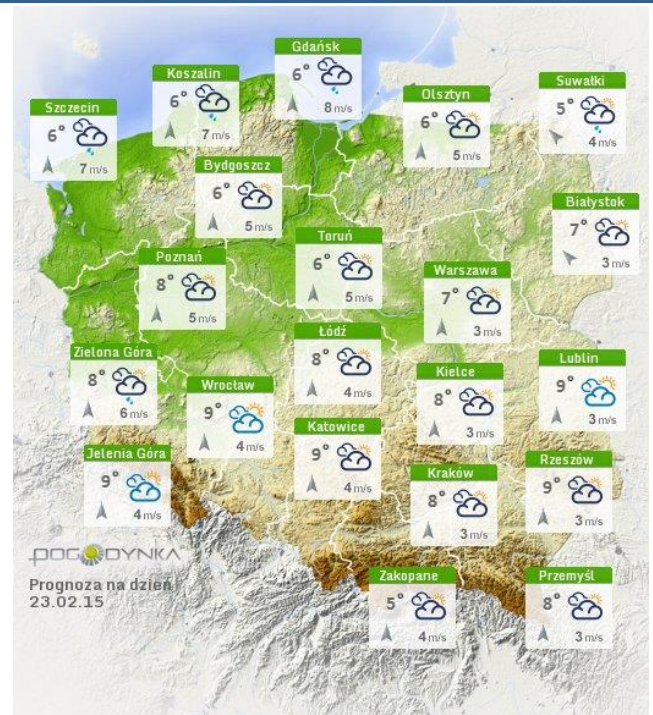 Gdańsk
6°
8 m/s
Koszalin
6°
7 m/s
Szczecin
6°
7 m/s
Olsztyn
6°
5 m/s
Suwałki
5°
4 m/s
Bydgoszcz
6°
5 m/s
Białystok
7°
3 m/s
Toruń
6°
5 m/s
Poznań
8°
5 m/s
Warszawa
7°
3 m/s
Łódź
8°
4 m/s
Zielona Góra
8°
6 m/s
Wrocław
9°
4 m/s
Kielce
8°
3 m/s
Lublin
9°
3 m/s
Katowice
9°
4 m/s
Jelenia Góra
9°
4 m/s
Kraków
8°
3 m/s
Rzeszów
9°
3 m/s
Zakopane
5°
4 m/s
Przemyśl
8°
3 m/s
POGODYNKA
Prognoza na dzień
23.02.15